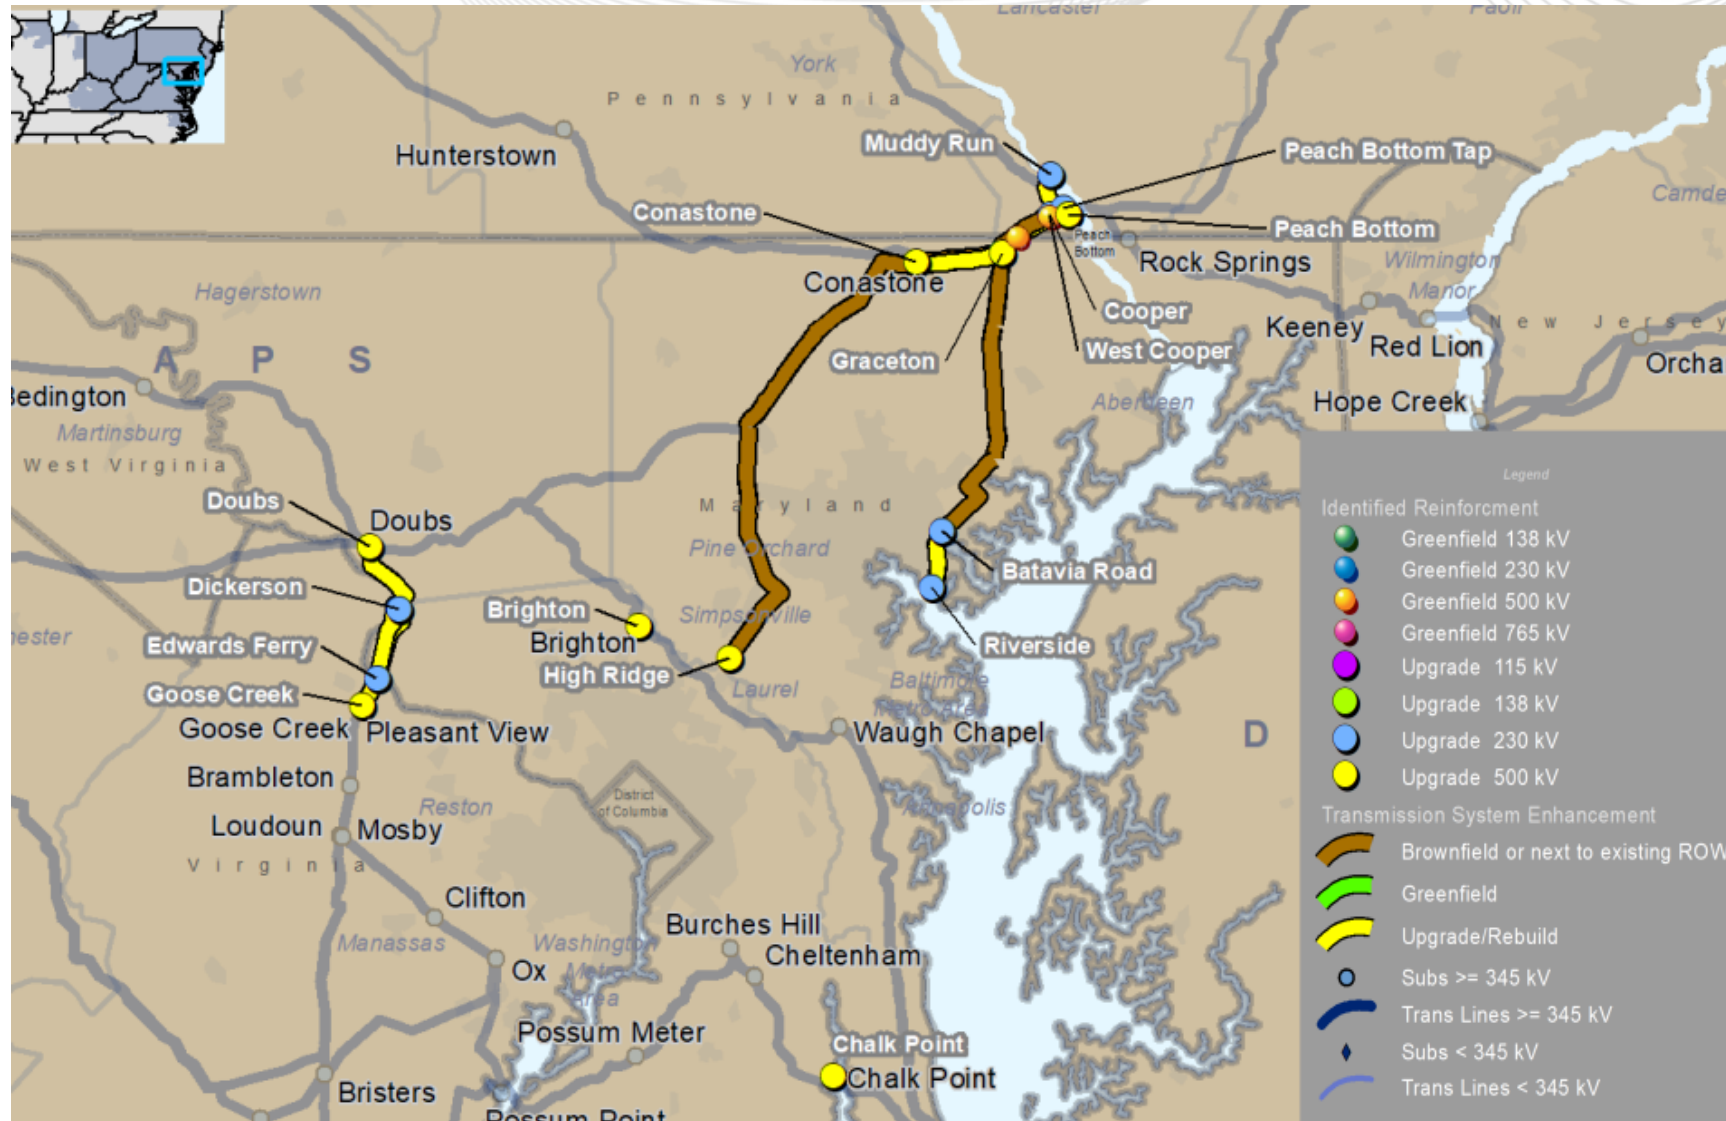 Lancaster
Paoli
York
Pennsylvania
Hunterstown
Muddy Run
Peach Bottom Tap
Camde
Conastone
Peach Bottom
Peach
Bottom
Rock Springs
Wilmington
Manor
Conastone
Hagerstown
Cooper
New Jersey
Keeney
Red Lion
West Cooper
Graceton
Orcha
A P S
Bedington
Aberdeen
Hope Creek
Martinsburg
West Virginia
Doubs
Doubs
Maryland
Pine Orchard
Batavia Road
Dickerson
Brighton
Simpsonville
hester
Brighton
Edwards Ferry
Riverside
High Ridge
Laurel
Baltimore
Metro Area
Goose Creek
Goose Creek
Pleasant View
Waugh Chapel
D
Brambleton
Reston
District
of Columbia
Annapolis
Loudoun
Mosby
Virginia
Clifton
Burches Hill
Manassas
Washington
Metro
Area
Cheltenham
Ox
Possum Meter
Chalk Point
Chalk Point
Bristers
Possum Point
Legend
Identified Reinforcment
Greenfield 138 kV
Greenfield 230 kV
Greenfield 500 kV
Greenfield 765 kV
Upgrade 115 kV
Upgrade 138 kV
Upgrade 230 kV
Upgrade 500 kV
Transmission System Enhancement
Brownfield or next to existing ROW
Greenfield
Upgrade/Rebuild
Subs >= 345 kV
Trans Lines >= 345 kV
Subs < 345 kV
Trans Lines < 345 kV